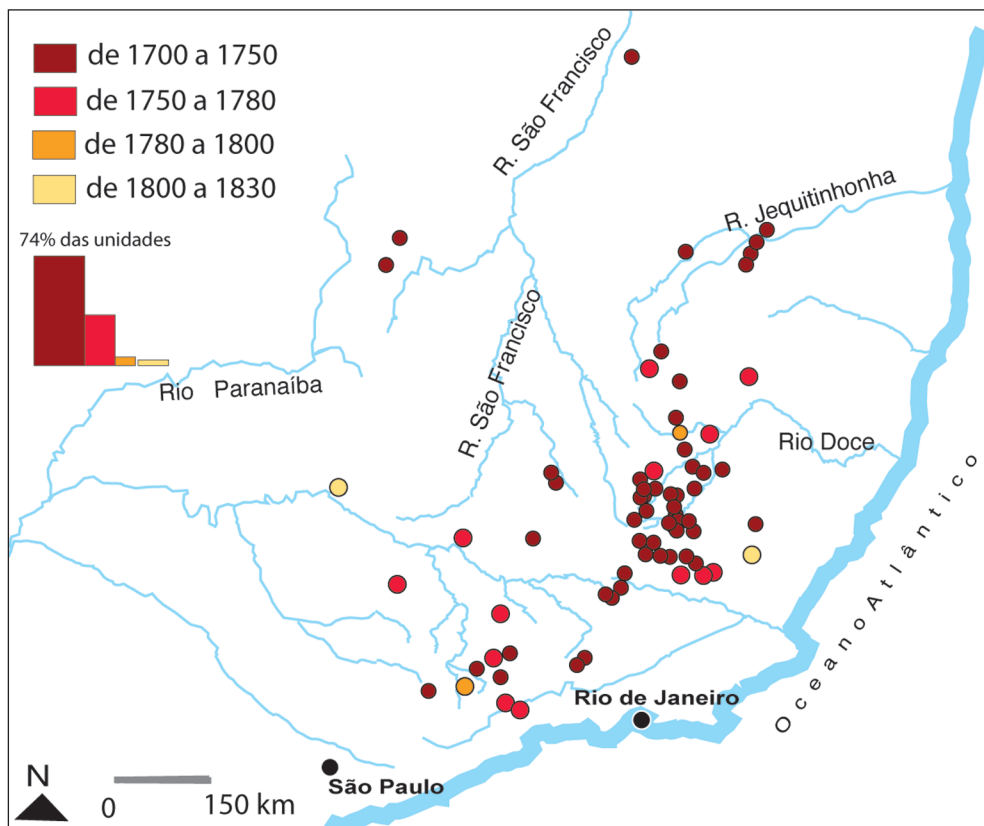 de 1700 a 1750
de 1750 a 1780
de 1780 a 1800
de 1800 a 1830
74% das unidades
R. São Francisco
R. Jequitinhonha
R. São Francisco
Rio Paranaíba
Rio Doce
Oceano Atlântico
Rio de Janeiro
São Paulo
N
0 150 km